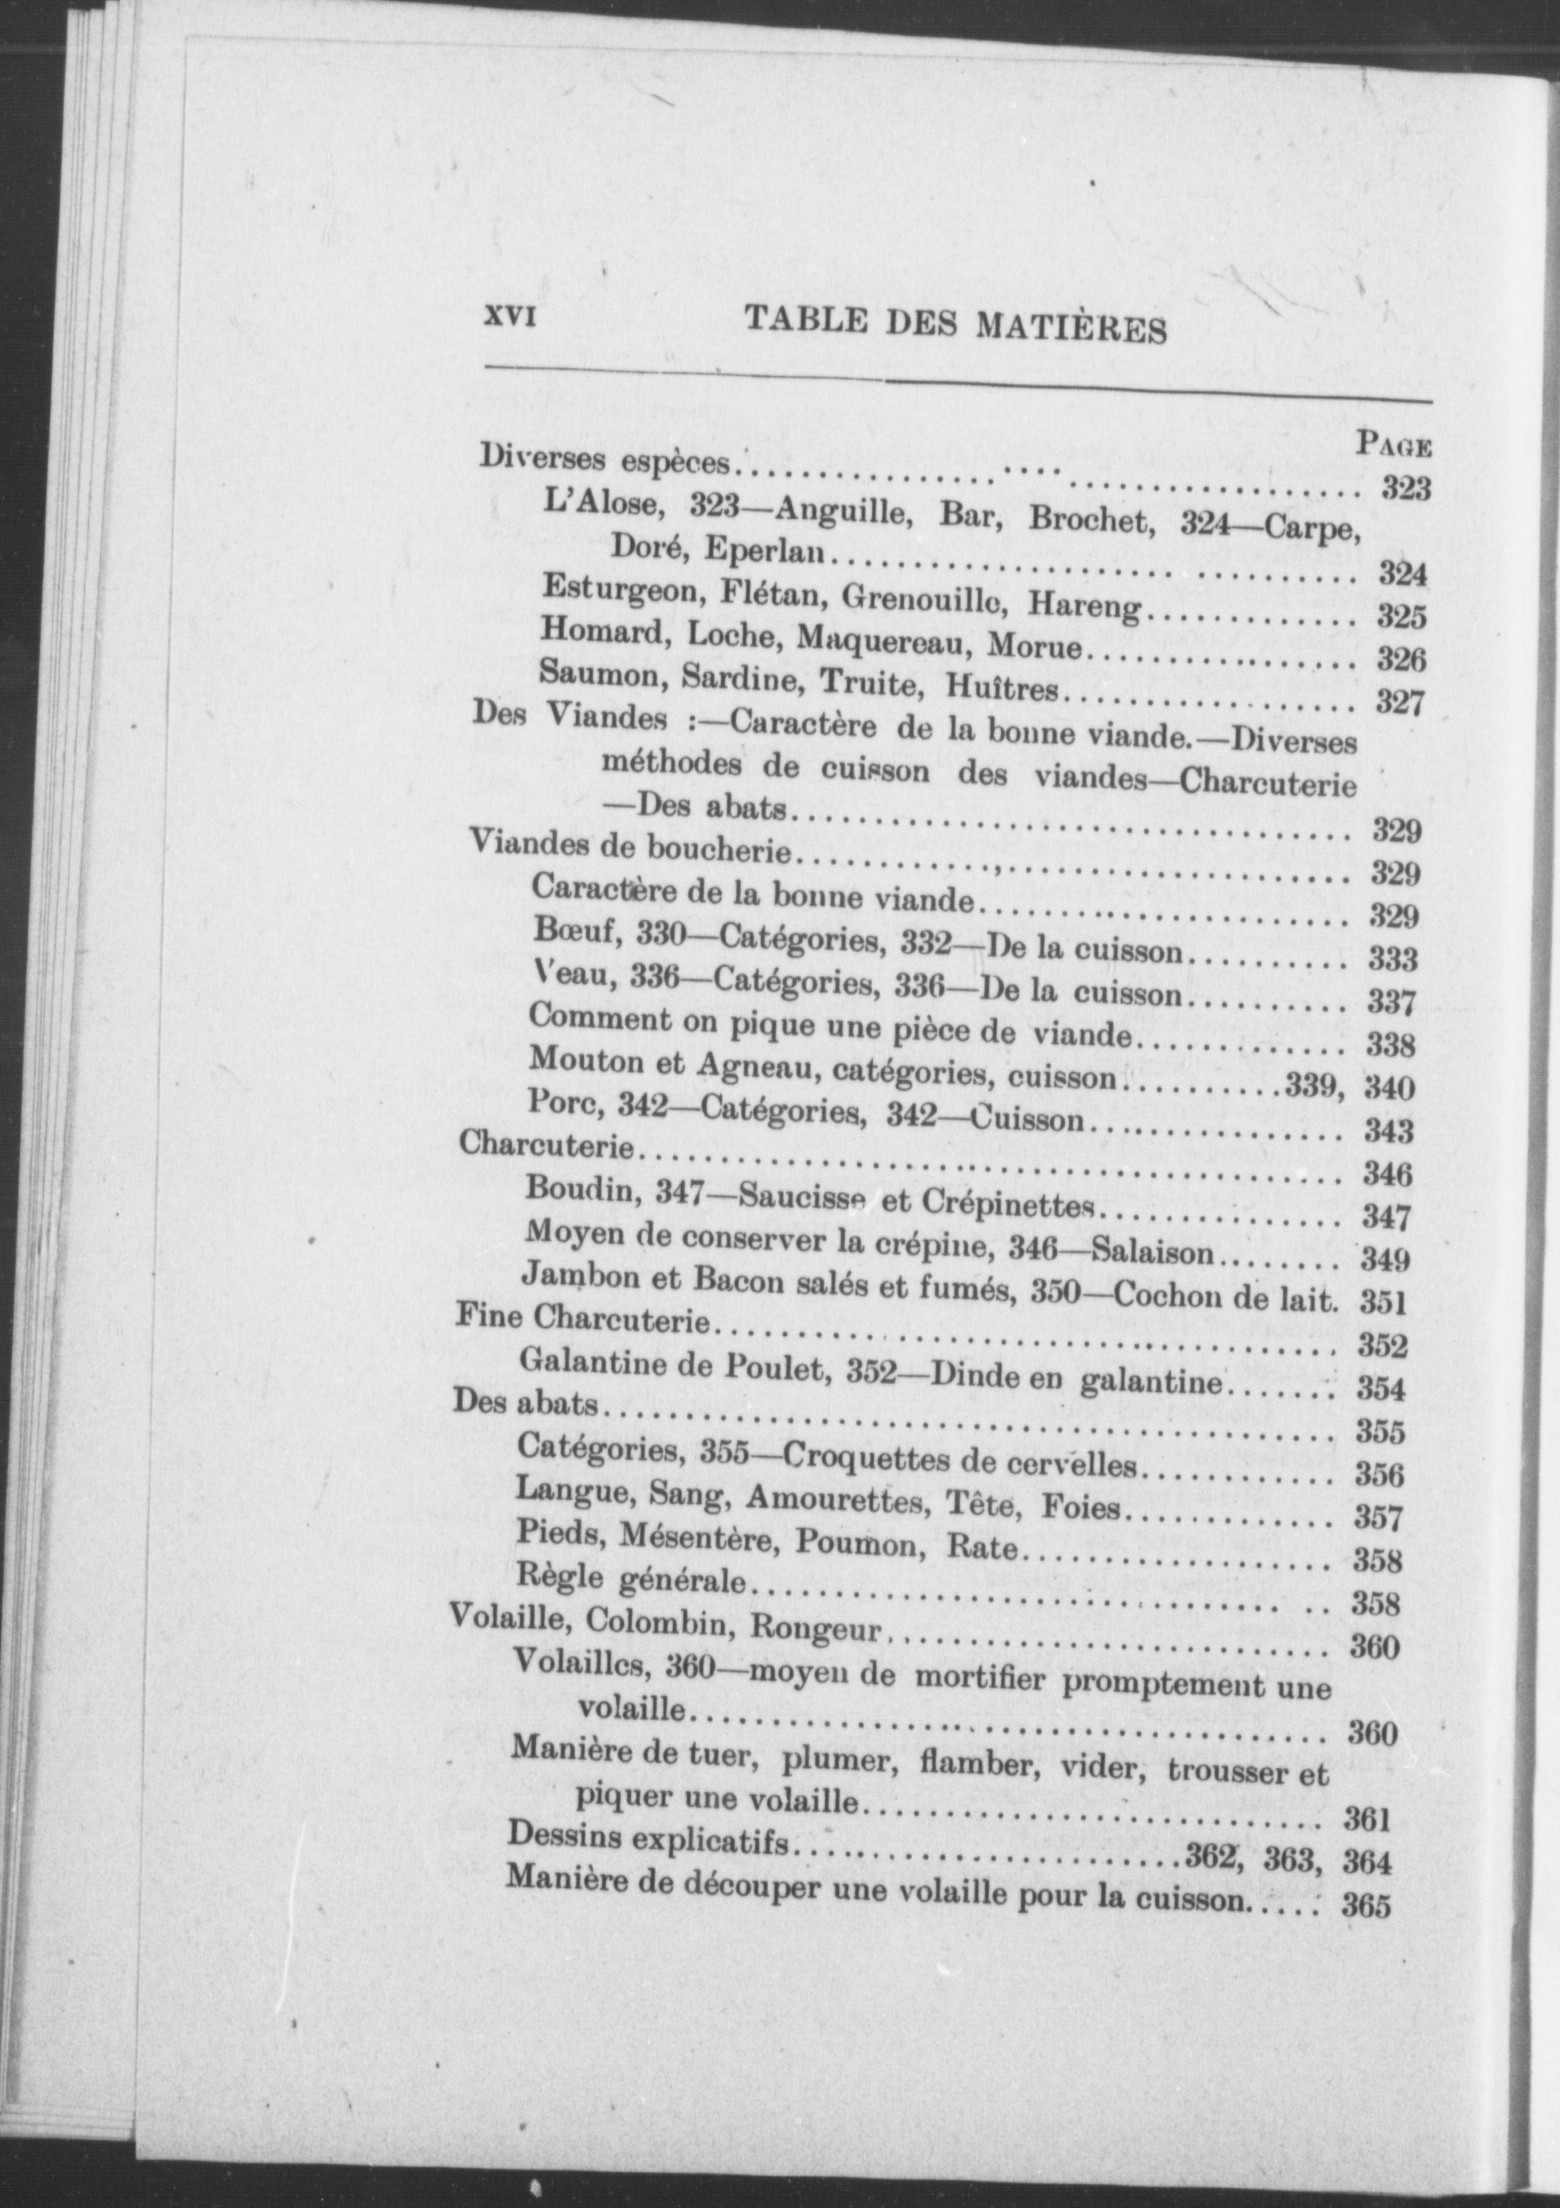 XVI TABLE DES MATIÈRES
PAGE
Diverses espèces........................................ 323
L'Alose, 323—Anguille, Bar, Brochet, 324—Carpe,
Doré, Eperlan................................ 324
Esturgeon, Flétan, Grenouille, Hareng............. 325
Homard, Loche, Maquereau, Morue................. 326
Saumon, Sardine, Truite, Huîtres.................. 327
Des Viandes :—Caractère de la bonne viande.—Diverses
méthodes de cuisson des viandes—Charcuterie
—Des abats.................................. 329
Viandes de boucherie.................................. 329
Caractère de la bonne viande....................... 329
Bœuf, 330—Catégories, 332—De la cuisson.......... 333
Veau, 336—Catégories, 336—De la cuisson.......... 337
Comment on pique une pièce de viande............. 338
Mouton et Agneau, catégories, cuisson..........339, 340
Porc, 342—Catégories, 342—Cuisson................ 343
Charcuterie........................................... 346
Boudin, 347—Saucisse et Crépinettes............... 347
Moyen de conserver la crépine, 346—Salaison........ 349
Jambon et Bacon salés et fumés, 350—Cochon de lait. 351
Fine Charcuterie...................................... 352
Galantine de Poulet, 352—Dinde en galantine....... 354
Des abats............................................. 355
Catégories, 355—Croquettes de cervelles............ 356
Langue, Sang, Amourettes, Tête, Foies............. 357
Pieds, Mésentère, Poumon, Rate................... 358
Règle générale................................... 358
Volaille, Colombin, Rongeur........................... 360
Volailles, 360—moyen de mortifier promptement une
volaille....................................... 360
Manière de tuer, plumer, flamber, vider, trousser et
piquer une volaille............................ 361
Dessins explicatifs........................362, 363, 364
Manière de découper une volaille pour la cuisson..... 365